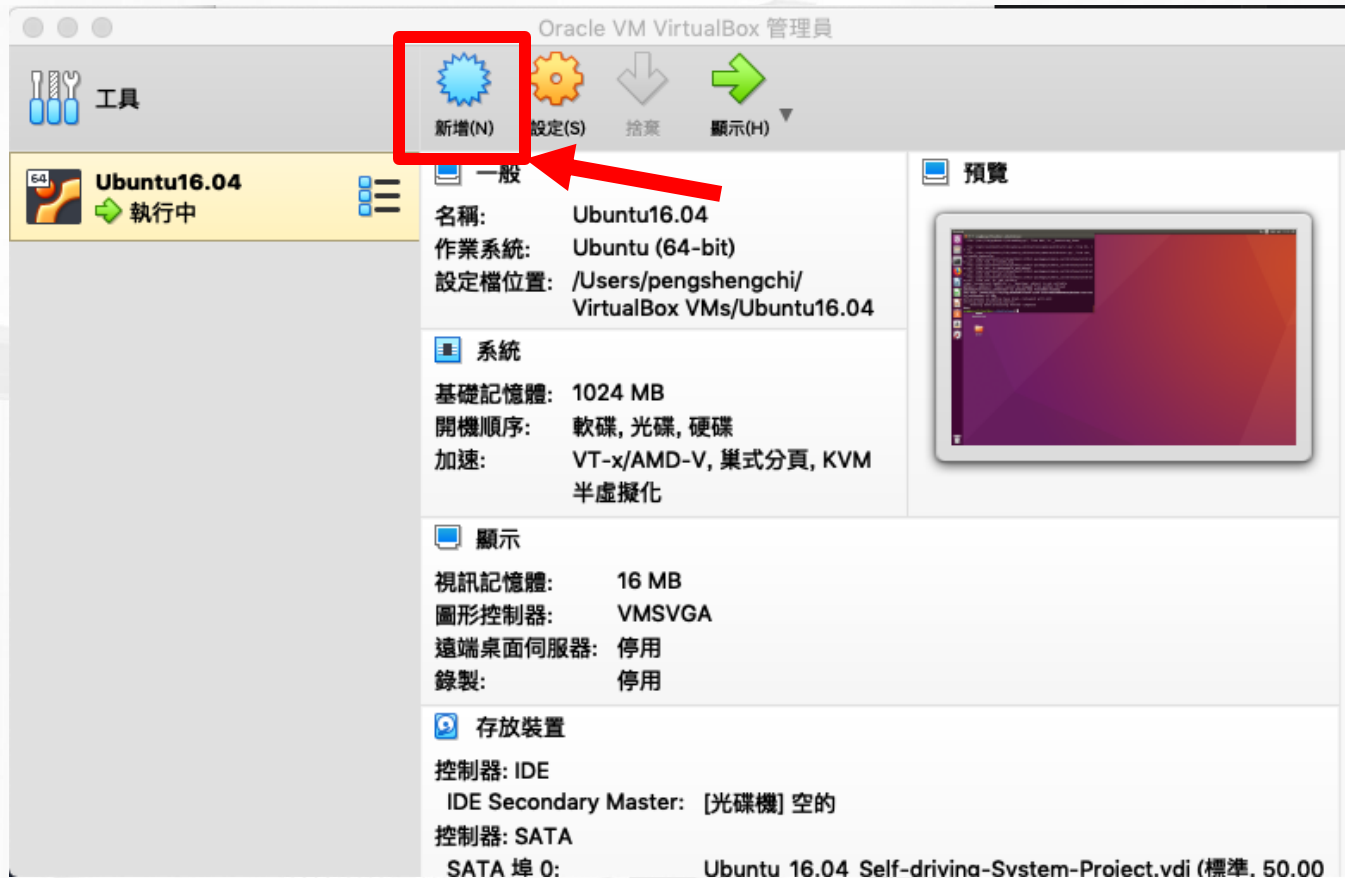 Oracle VM VirtualBox 管理員
工具
新增(N)
設定(S)
捨棄
顯示(H)
Ubuntu16.04
執行中
64
一般
名稱: Ubuntu16.04
作業系統: Ubuntu (64-bit)
設定檔位置: /Users/pengshengchi/
VirtualBox VMs/Ubuntu16.04
預覽
系統
基礎記憶體: 1024 MB
開機順序: 軟碟, 光碟, 硬碟
加速: VT-x/AMD-V, 巢式分頁, KVM
半虛擬化
顯示
視訊記憶體: 16 MB
圖形控制器: VMSVGA
遠端桌面伺服器: 停用
錄製: 停用
存放裝置
控制器: IDE
IDE Secondary Master: [光碟機] 空的
控制器: SATA
SATA 埠 0: Ubuntu_16.04_Self-driving-System-Project.vdi (標準, 50.00